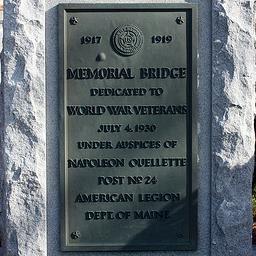 1917 1919
MEMORIAL BRIDGE
DEDICATED TO
WORLD WAR VETERANS
JULY 4, 1930
UNDER AUSPICES OF
NAPOLEON OUELLETTE
POST Nº 24
AMERICAN LEGION
DEPT. OF MAINE